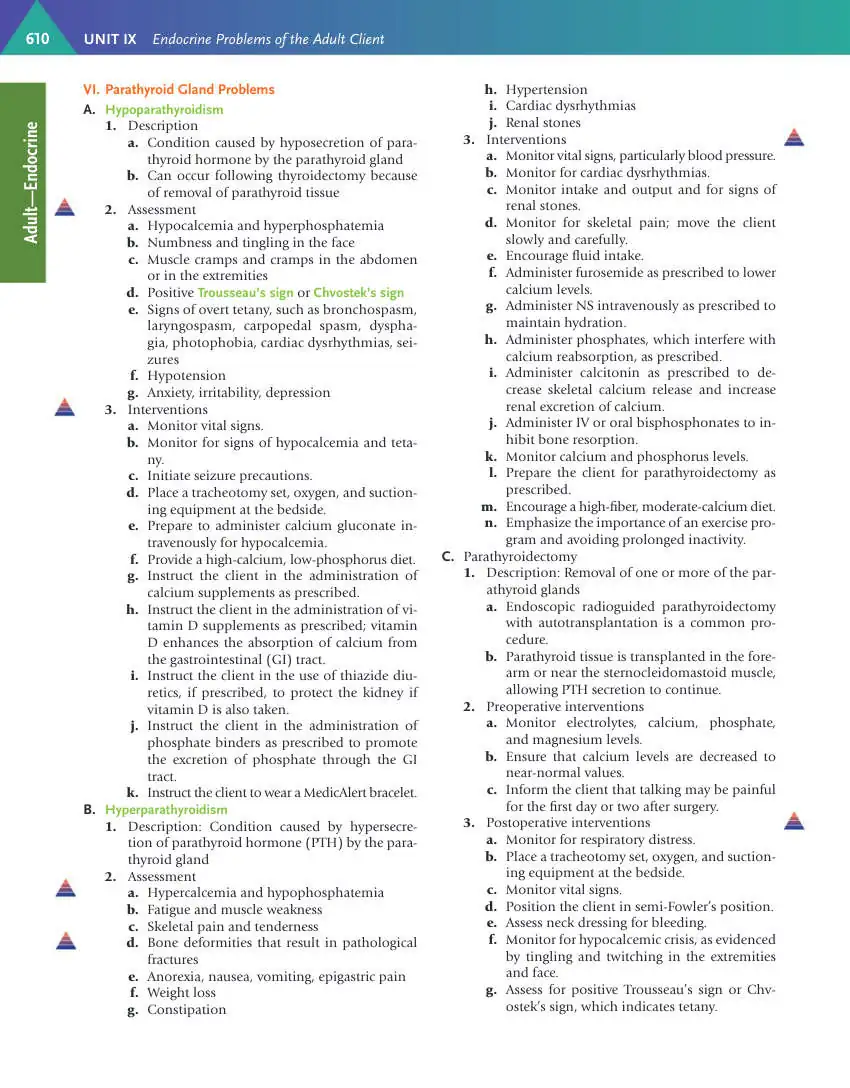 610 UNIT IX Endocrine Problems of the Adult Client
Adult—Endocrine
VI. Parathyroid Gland Problems
A. Hypoparathyroidism
1. Description
a. Condition caused by hyposecretion of para-
thyroid hormone by the parathyroid gland
b. Can occur following thyroidectomy because
of removal of parathyroid tissue
2. Assessment
a. Hypocalcemia and hyperphosphatemia
b. Numbness and tingling in the face
c. Muscle cramps and cramps in the abdomen
or in the extremities
d. Positive Trousseau's sign or Chvostek's sign
e. Signs of overt tetany, such as bronchospasm,
laryngospasm, carpopedal spasm, dyspha-
gia, photophobia, cardiac dysrhythmias, sei-
zures
f. Hypotension
g. Anxiety, irritability, depression
3. Interventions
a. Monitor vital signs.
b. Monitor for signs of hypocalcemia and teta-
ny.
c. Initiate seizure precautions.
d. Place a tracheotomy set, oxygen, and suction-
ing equipment at the bedside.
e. Prepare to administer calcium gluconate in-
travenously for hypocalcemia.
f. Provide a high-calcium, low-phosphorus diet.
g. Instruct the client in the administration of
calcium supplements as prescribed.
h. Instruct the client in the administration of vi-
tamin D supplements as prescribed; vitamin
D enhances the absorption of calcium from
the gastrointestinal (GI) tract.
i. Instruct the client in the use of thiazide diu-
retics, if prescribed, to protect the kidney if
vitamin D is also taken.
j. Instruct the client in the administration of
phosphate binders as prescribed to promote
the excretion of phosphate through the GI
tract.
k. Instruct the client to wear a MedicAlert bracelet.
B. Hyperparathyroidism
1. Description: Condition caused by hypersecre-
tion of parathyroid hormone (PTH) by the para-
thyroid gland
2. Assessment
a. Hypercalcemia and hypophosphatemia
b. Fatigue and muscle weakness
c. Skeletal pain and tenderness
d. Bone deformities that result in pathological
fractures
e. Anorexia, nausea, vomiting, epigastric pain
f. Weight loss
g. Constipation
h. Hypertension
i. Cardiac dysrhythmias
j. Renal stones
3. Interventions
a. Monitor vital signs, particularly blood pressure.
b. Monitor for cardiac dysrhythmias.
c. Monitor intake and output and for signs of
renal stones.
d. Monitor for skeletal pain; move the client
slowly and carefully.
e. Encourage fluid intake.
f. Administer furosemide as prescribed to lower
calcium levels.
g. Administer NS intravenously as prescribed to
maintain hydration.
h. Administer phosphates, which interfere with
calcium reabsorption, as prescribed.
i. Administer calcitonin as prescribed to de-
crease skeletal calcium release and increase
renal excretion of calcium.
j. Administer IV or oral bisphosphonates to in-
hibit bone resorption.
k. Monitor calcium and phosphorus levels.
l. Prepare the client for parathyroidectomy as
prescribed.
m. Encourage a high-fiber, moderate-calcium diet.
n. Emphasize the importance of an exercise pro-
gram and avoiding prolonged inactivity.
C. Parathyroidectomy
1. Description: Removal of one or more of the par-
athyroid glands
a. Endoscopic radioguided parathyroidectomy
with autotransplantation is a common pro-
cedure.
b. Parathyroid tissue is transplanted in the fore-
arm or near the sternocleidomastoid muscle,
allowing PTH secretion to continue.
2. Preoperative interventions
a. Monitor electrolytes, calcium, phosphate,
and magnesium levels.
b. Ensure that calcium levels are decreased to
near-normal values.
c. Inform the client that talking may be painful
for the first day or two after surgery.
3. Postoperative interventions
a. Monitor for respiratory distress.
b. Place a tracheotomy set, oxygen, and suction-
ing equipment at the bedside.
c. Monitor vital signs.
d. Position the client in semi-Fowler's position.
e. Assess neck dressing for bleeding.
f. Monitor for hypocalcemic crisis, as evidenced
by tingling and twitching in the extremities
and face.
g. Assess for positive Trousseau's sign or Chv-
ostek's sign, which indicates tetany.